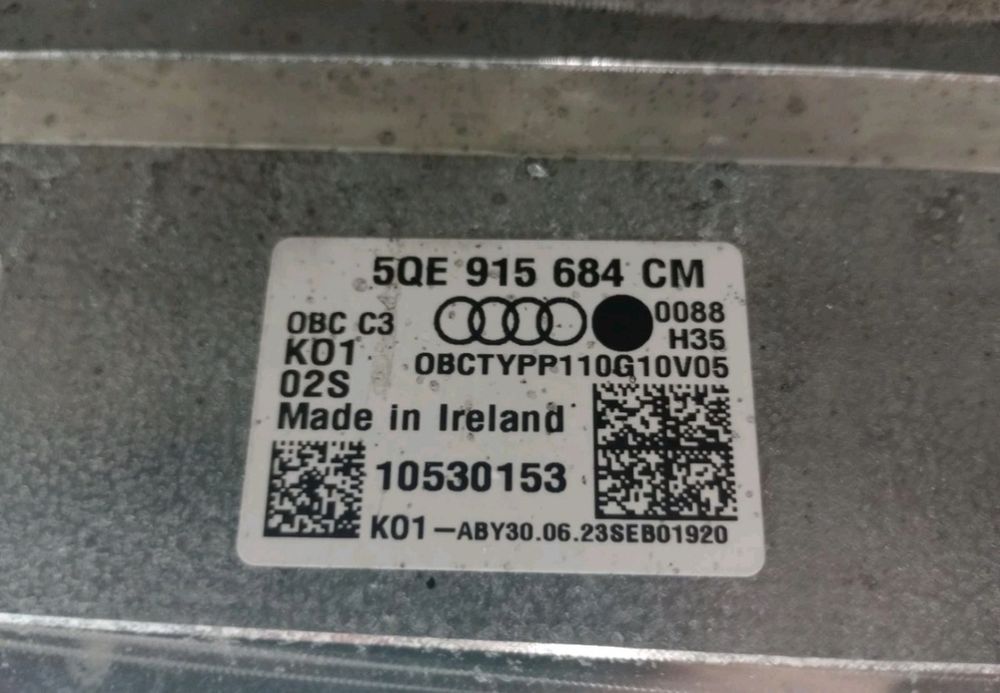 5QE 915 684 CM
OBC C3
0088
K01
H35
02S
OBCTYPP110G10V05
Made in Ireland
10530153
K01-ABY30.06.23SEB01920